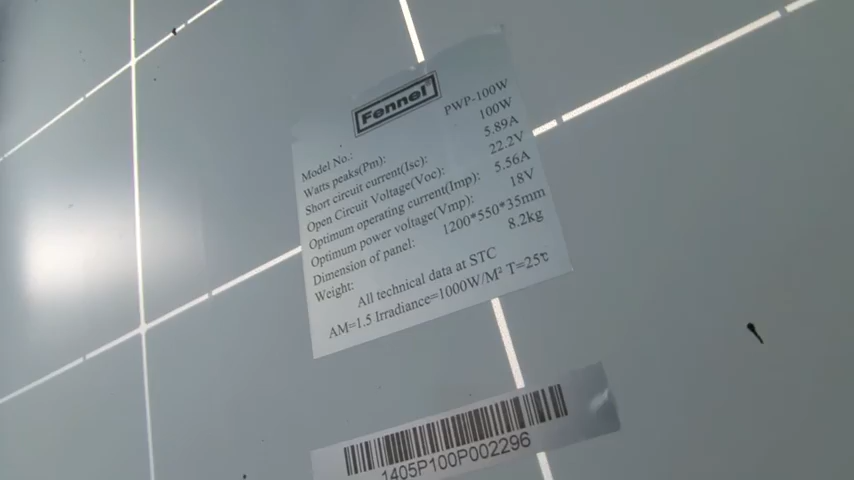 Fennel
Model No.: PWP-100W
Watts peaks(Pm): 100W
Short circuit current(Isc): 5.89A
Open Circuit Voltage(Voc): 22.2V
Optimum operating current(Imp): 5.56A
Optimum power voltage(Vmp): 18V
Dimension of panel: 1200*550*35mm
Weight: 8.2kg
All technical data at STC
AM=1.5 Irradiance=1000W/M² T=25℃
1405P100P002296